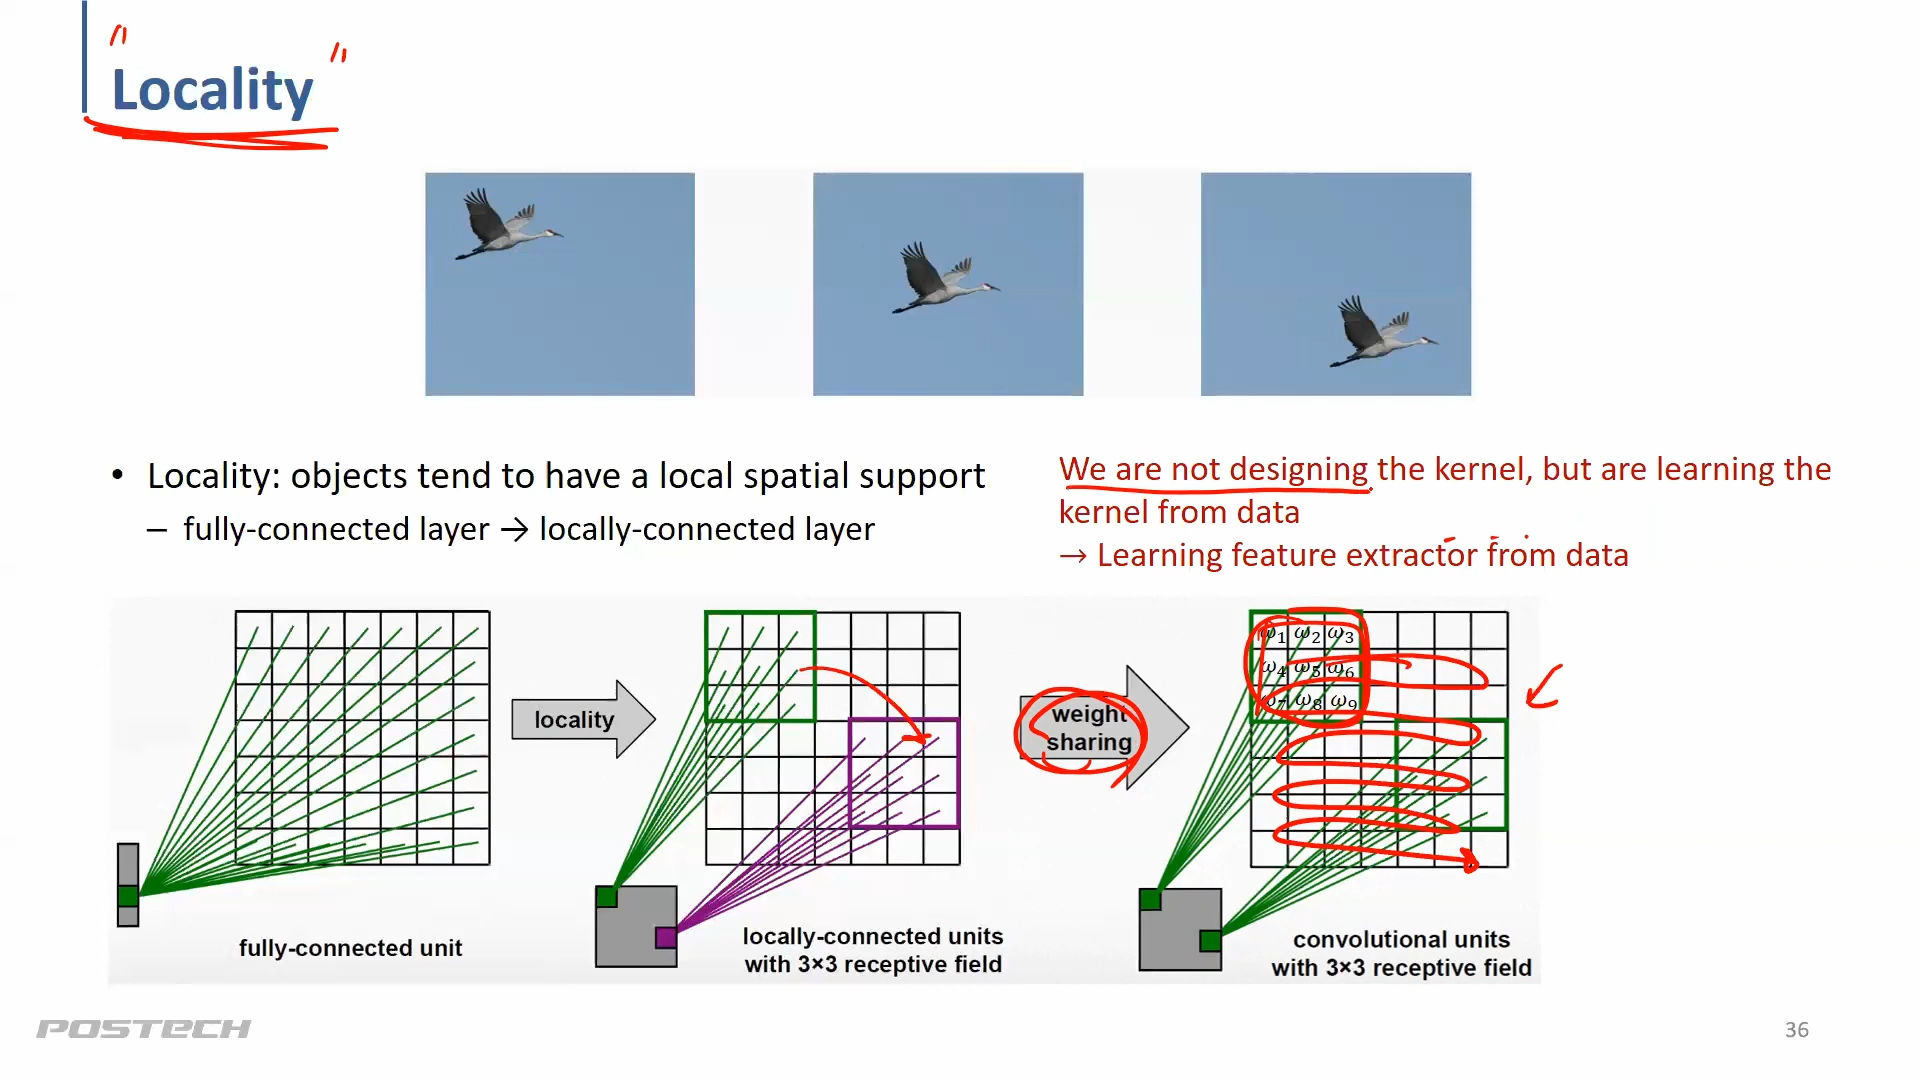 "Locality"
• Locality: objects tend to have a local spatial support
– fully-connected layer → locally-connected layer
We are not designing the kernel, but are learning the
kernel from data
→ Learning feature extractor from data
locality
weight
sharing
ω1 ω2 ω3
ω4 ω5 ω6
ω7 ω8 ω9
fully-connected unit
locally-connected units
with 3×3 receptive field
convolutional units
with 3×3 receptive field
POSTECH
36